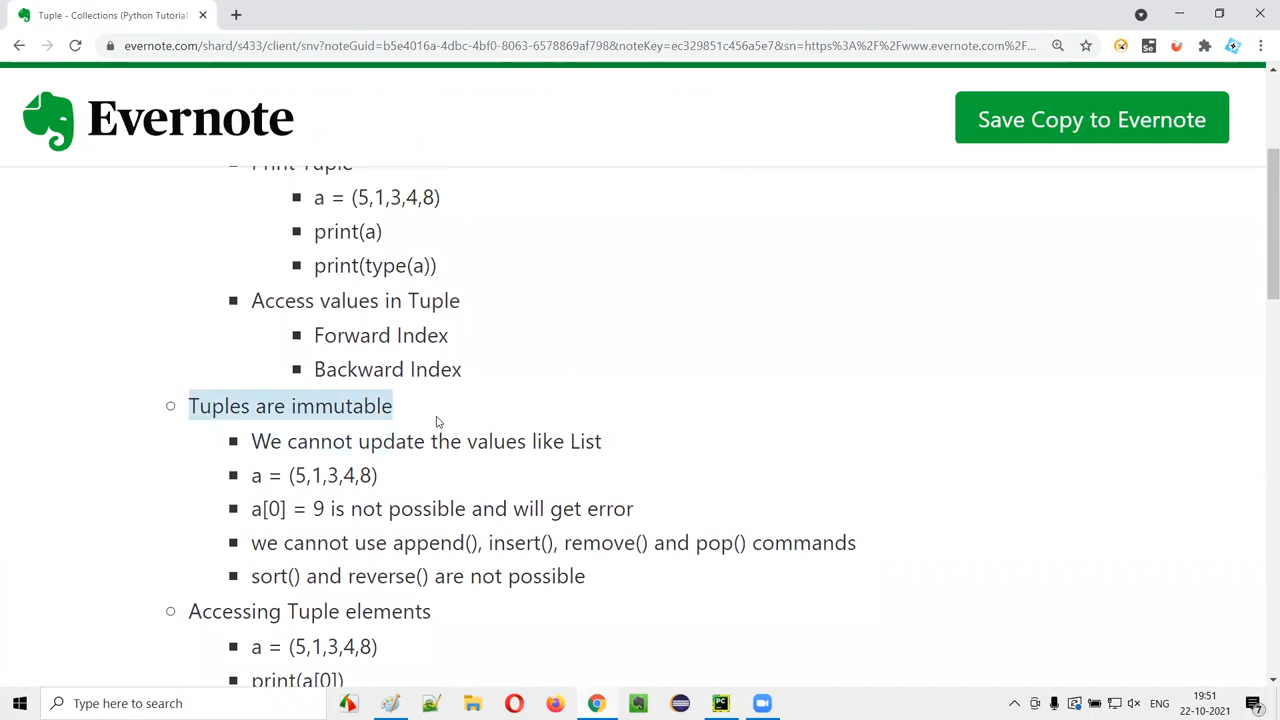 Tuple - Collections (Python Tutorial
evernote.com/shard/s433/client/snv?noteGuid=b5e4016a-4dbc-4bf0-8063-6578869af798&noteKey=ec329851c456a5e7&sn=https%3A%2F%2Fwww.evernote.com%2F...
Evernote
Save Copy to Evernote
Print Tuple
a = (5,1,3,4,8)
print(a)
print(type(a))
Access values in Tuple
Forward Index
Backward Index
Tuples are immutable
We cannot update the values like List
a = (5,1,3,4,8)
a[0] = 9 is not possible and will get error
we cannot use append(), insert(), remove() and pop() commands
sort() and reverse() are not possible
Accessing Tuple elements
a = (5,1,3,4,8)
print(a[0])
Type here to search
ENG
19:51
22-10-2021
7